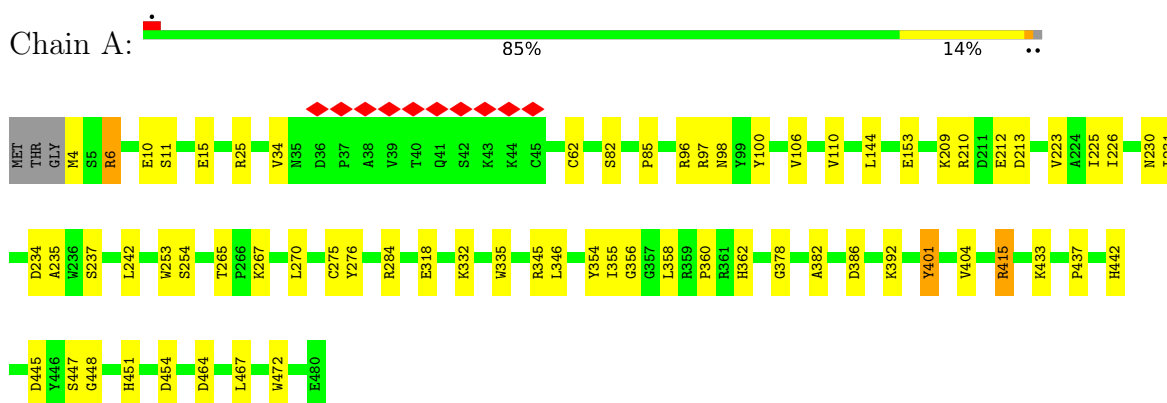 Chain A:
85% 14% ••
MET THR GLY M4 S5 R6 E10 S11 E15 R25 V34 N35 D36 P37 A38 V39 T40 Q41 S42 K43 K44 C45 C62 S82 P85 R96 R97 N98 Y99 Y100 V106 V110 L144 E153 K209 R210 D211 E212 D213 V223 A224 I225 I226 N230
D234 A235 W236 S237 L242 W253 S254 T265 P266 K267 L270 C275 Y276 R284 E318 K332 W335 R345 L346 Y354 I355 G356 G357 L358 R359 P360 R361 H362 G378 A382 D386 K392 Y401 V404 R415 K433 P437 H442
D445 Y446 S447 G448 H451 D454 D464 L467 W472 E480